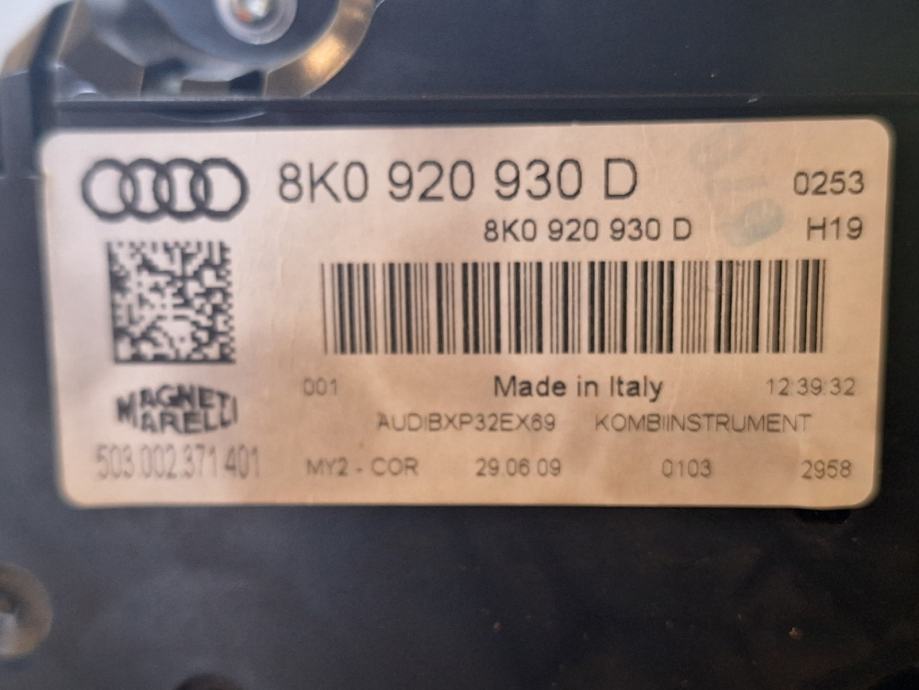 8K0 920 930 D 0253
8K0 920 930 D H19
001 Made in Italy 12:39:32
MAGNETI
MARELLI
AUDIBXP32EX69 KOMBIINSTRUMENT
503.002.371.401 MY2 - COR 29.06.09 0103 2958